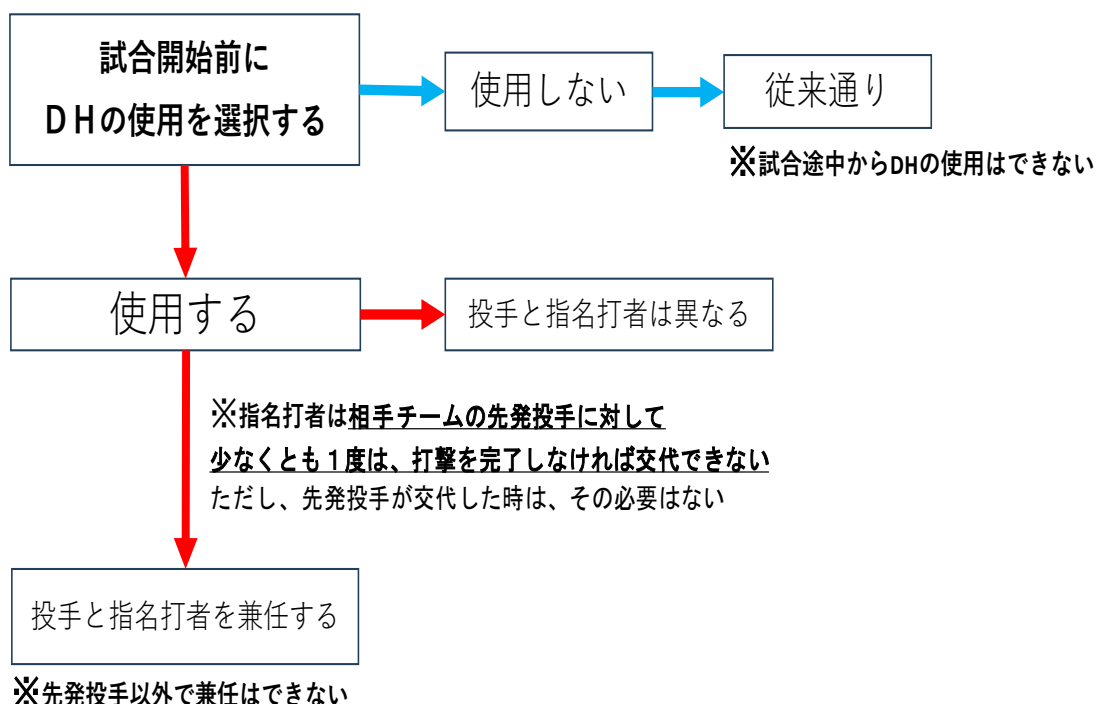 試合開始前に
DHの使用を選択する
使用しない
従来通り
※試合途中からDHの使用はできない
使用する
投手と指名打者は異なる
※指名打者は相手チームの先発投手に対して
少なくとも１度は、打撃を完了しなければ交代できない
ただし、先発投手が交代した時は、その必要はない
投手と指名打者を兼任する
※先発投手以外で兼任はできない